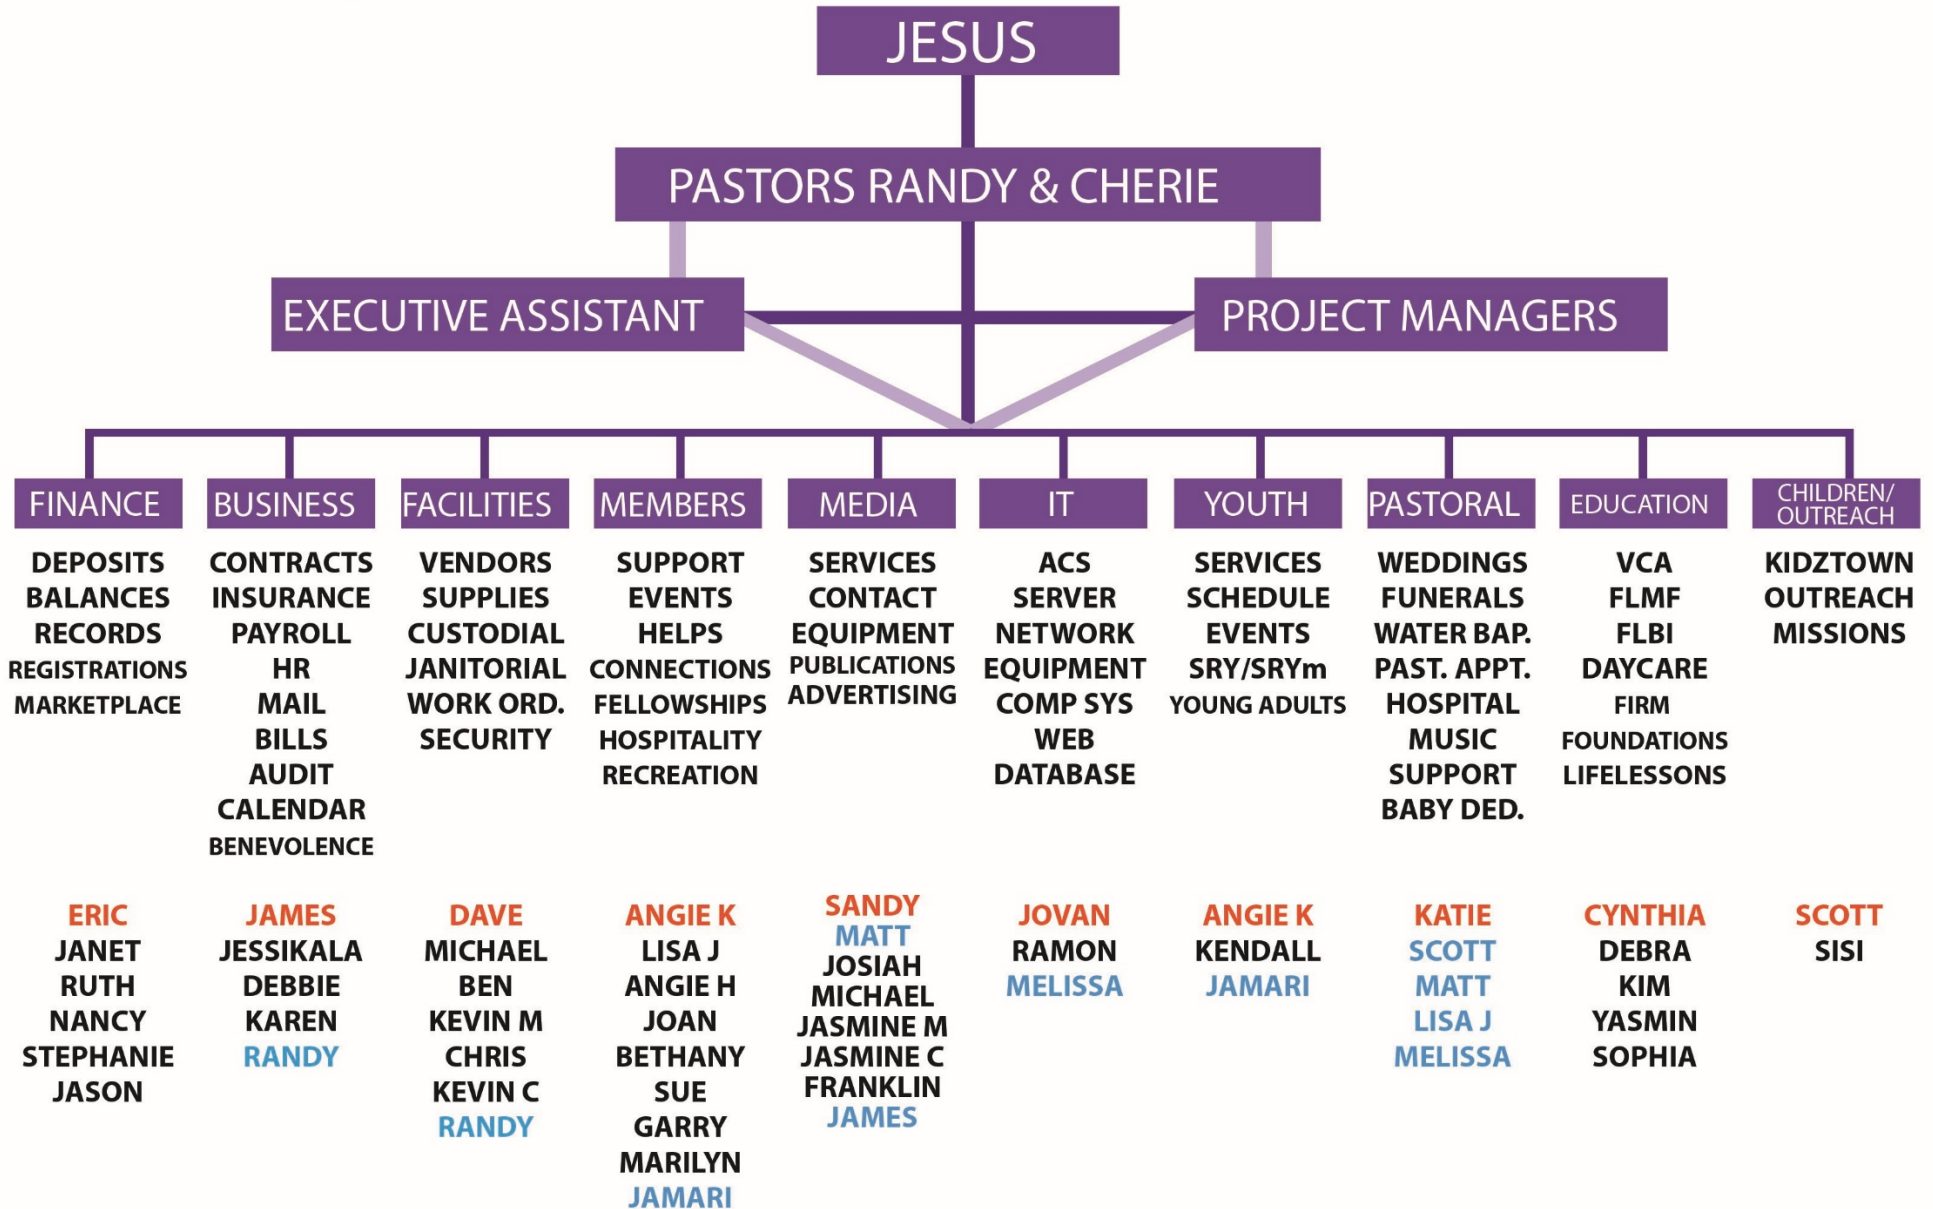 JESUS
PASTORS RANDY & CHERIE
EXECUTIVE ASSISTANT
PROJECT MANAGERS
FINANCE
DEPOSITS
BALANCES
RECORDS
REGISTRATIONS
MARKETPLACE
ERIC
JANET
RUTH
NANCY
STEPHANIE
JASON
BUSINESS
CONTRACTS
INSURANCE
PAYROLL
HR
MAIL
BILLS
AUDIT
CALENDAR
BENEVOLENCE
JAMES
JESSIKALA
DEBBIE
KAREN
RANDY
FACILITIES
VENDORS
SUPPLIES
CUSTODIAL
JANITORIAL
WORK ORD.
SECURITY
DAVE
MICHAEL
BEN
KEVIN M
CHRIS
KEVIN C
RANDY
MEMBERS
SUPPORT
EVENTS
HELPS
CONNECTIONS
FELLOWSHIPS
HOSPITALITY
RECREATION
ANGIE K
LISA J
ANGIE H
JOAN
BETHANY
SUE
GARRY
MARILYN
JAMARI
MEDIA
SERVICES
CONTACT
EQUIPMENT
PUBLICATIONS
ADVERTISING
SANDY
MATT
JOSIAH
MICHAEL
JASMINE M
JASMINE C
FRANKLIN
JAMES
IT
ACS
SERVER
NETWORK
EQUIPMENT
COMP SYS
WEB
DATABASE
JOVAN
RAMON
MELISSA
YOUTH
SERVICES
SCHEDULE
EVENTS
SRY/SRYm
YOUNG ADULTS
ANGIE K
KENDALL
JAMARI
PASTORAL
WEDDINGS
FUNERALS
WATER BAP.
PAST. APPT.
HOSPITAL
MUSIC
SUPPORT
BABY DED.
KATIE
SCOTT
MATT
LISA J
MELISSA
EDUCATION
VCA
FLMF
FLBI
DAYCARE
FIRM
FOUNDATIONS
LIFELESSONS
CYNTHIA
DEBRA
KIM
YASMIN
SOPHIA
CHILDREN/
OUTREACH
KIDZTOWN
OUTREACH
MISSIONS
SCOTT
SISI